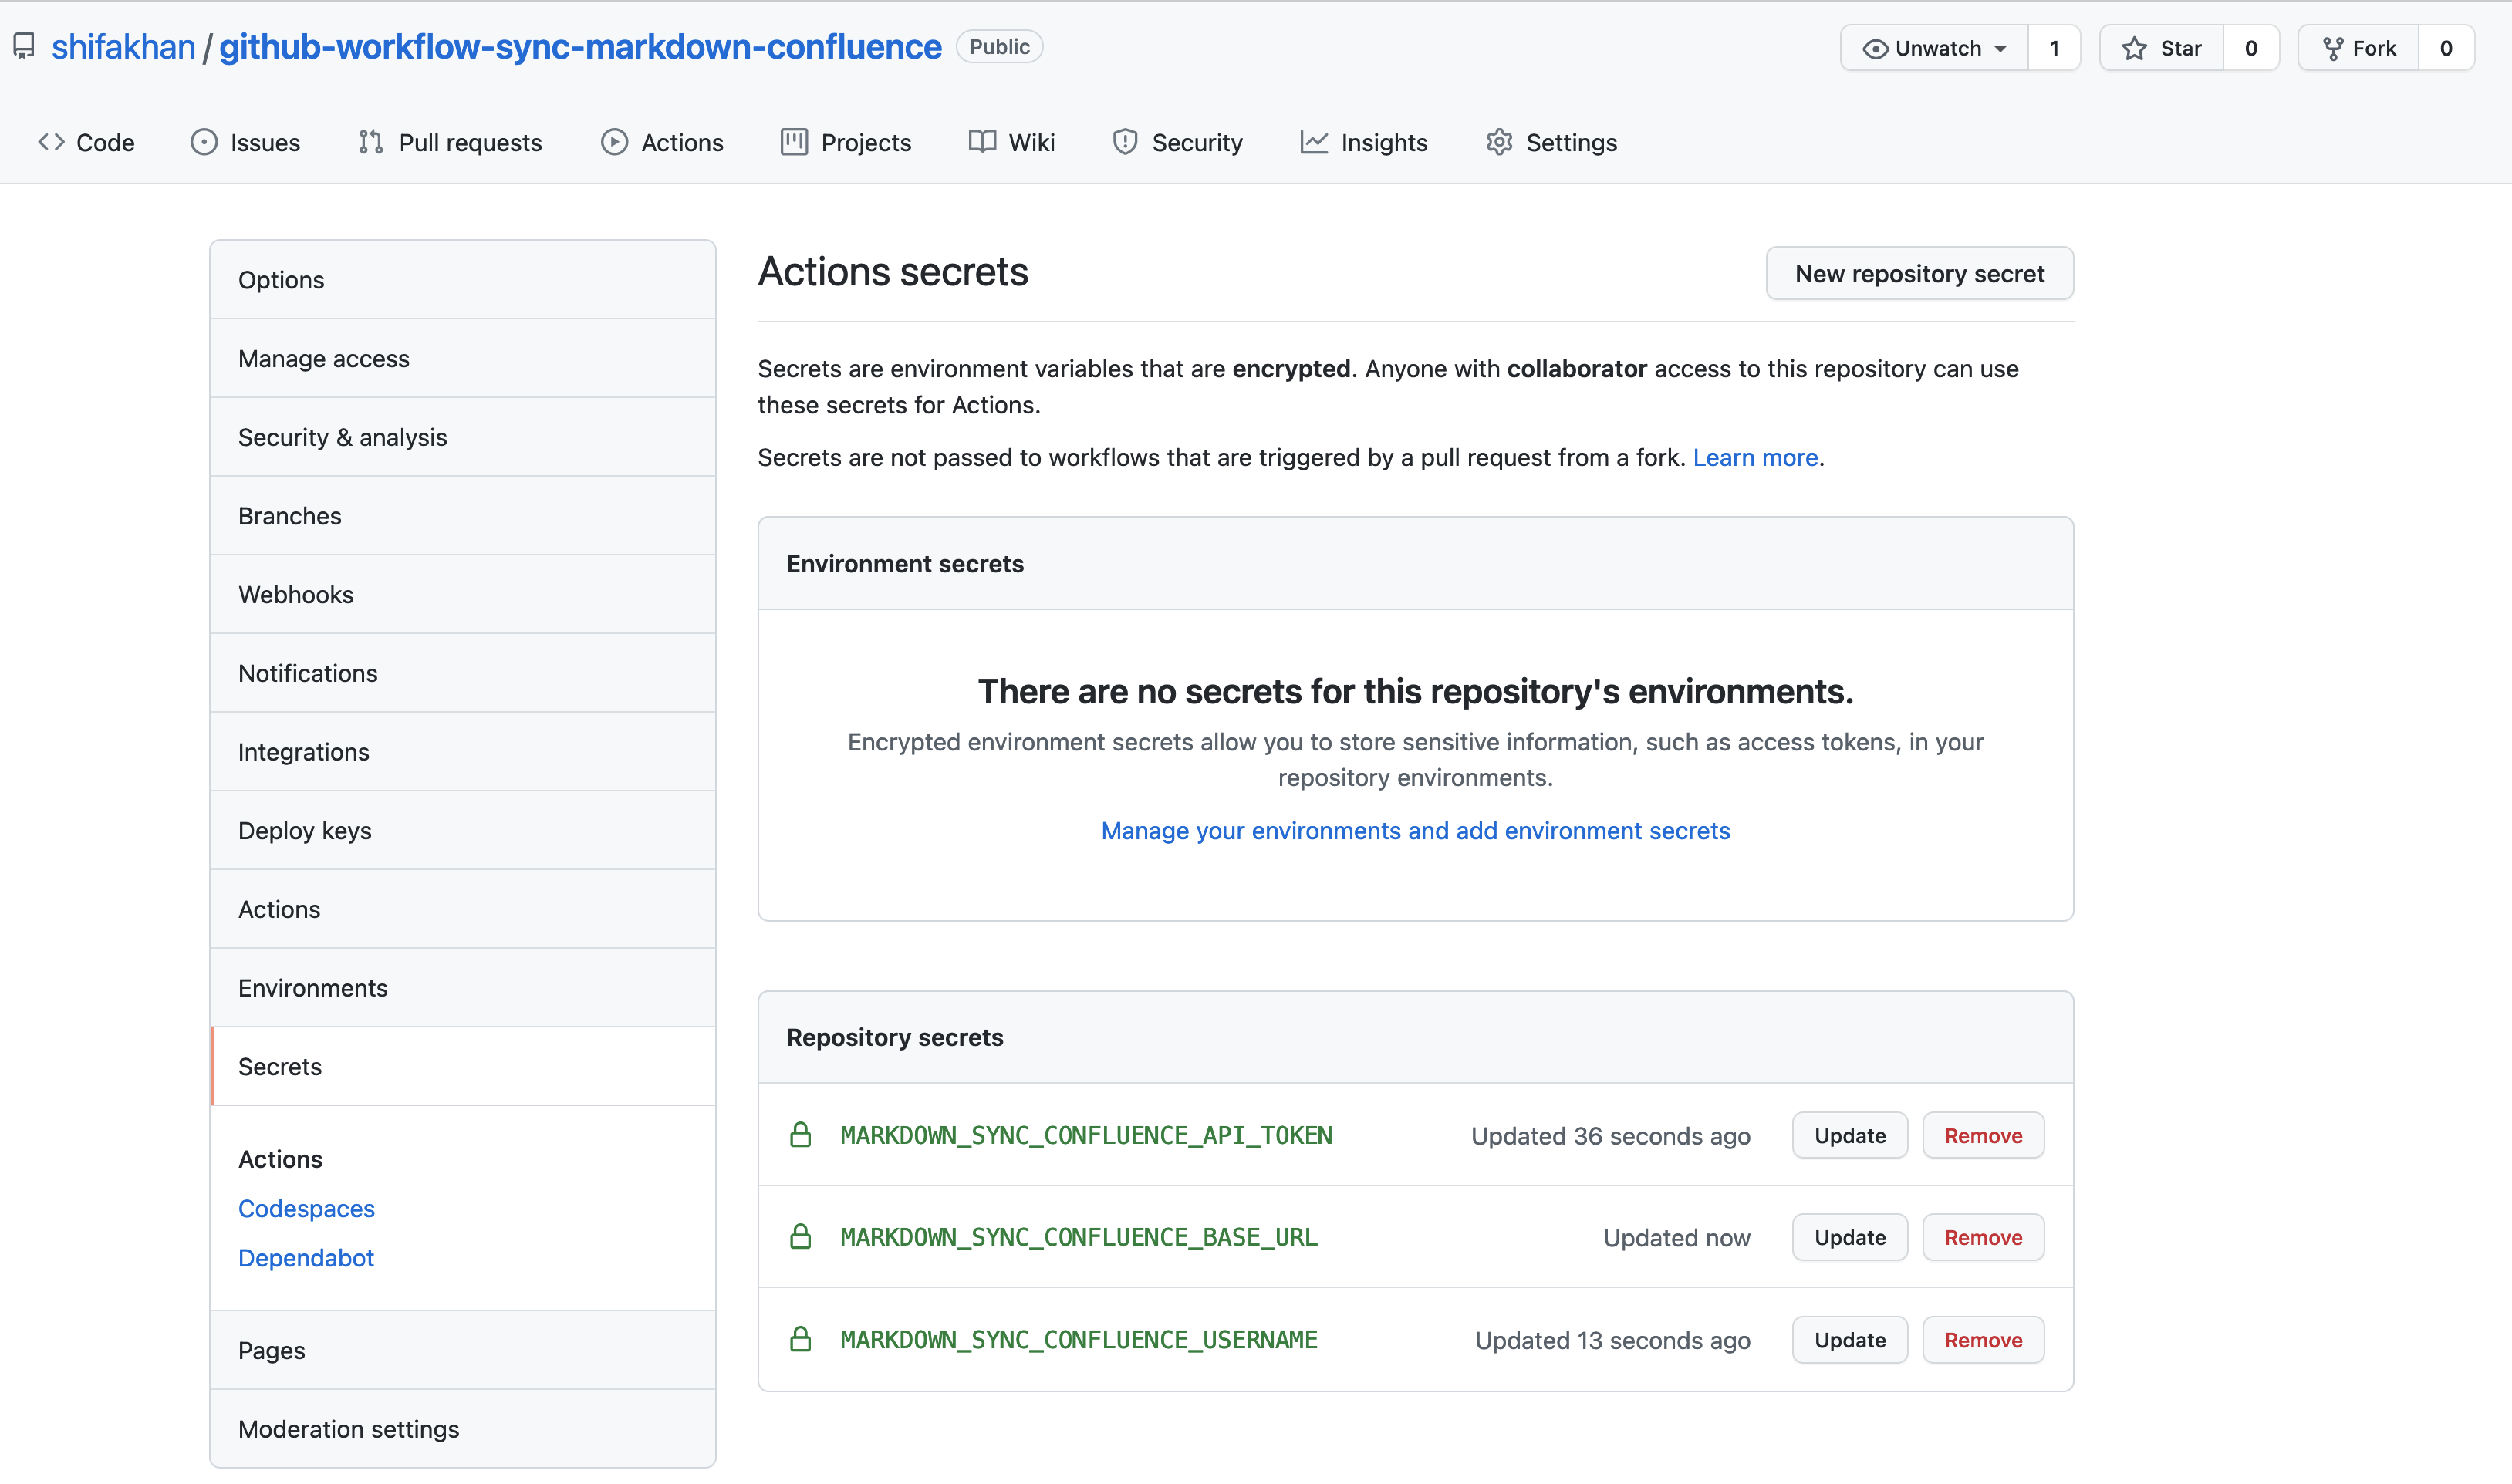 shifakhan / github-workflow-sync-markdown-confluence Public
Unwatch 1 Star 0 Fork 0
Code Issues Pull requests Actions Projects Wiki Security Insights Settings
Options
Manage access
Security & analysis
Branches
Webhooks
Notifications
Integrations
Deploy keys
Actions
Environments
Secrets
Actions
Codespaces
Dependabot
Pages
Moderation settings
Actions secrets
New repository secret
Secrets are environment variables that are encrypted. Anyone with collaborator access to this repository can use
these secrets for Actions.
Secrets are not passed to workflows that are triggered by a pull request from a fork. Learn more.
Environment secrets
There are no secrets for this repository's environments.
Encrypted environment secrets allow you to store sensitive information, such as access tokens, in your
repository environments.
Manage your environments and add environment secrets
Repository secrets
MARKDOWN_SYNC_CONFLUENCE_API_TOKEN Updated 36 seconds ago Update Remove
MARKDOWN_SYNC_CONFLUENCE_BASE_URL Updated now Update Remove
MARKDOWN_SYNC_CONFLUENCE_USERNAME Updated 13 seconds ago Update Remove